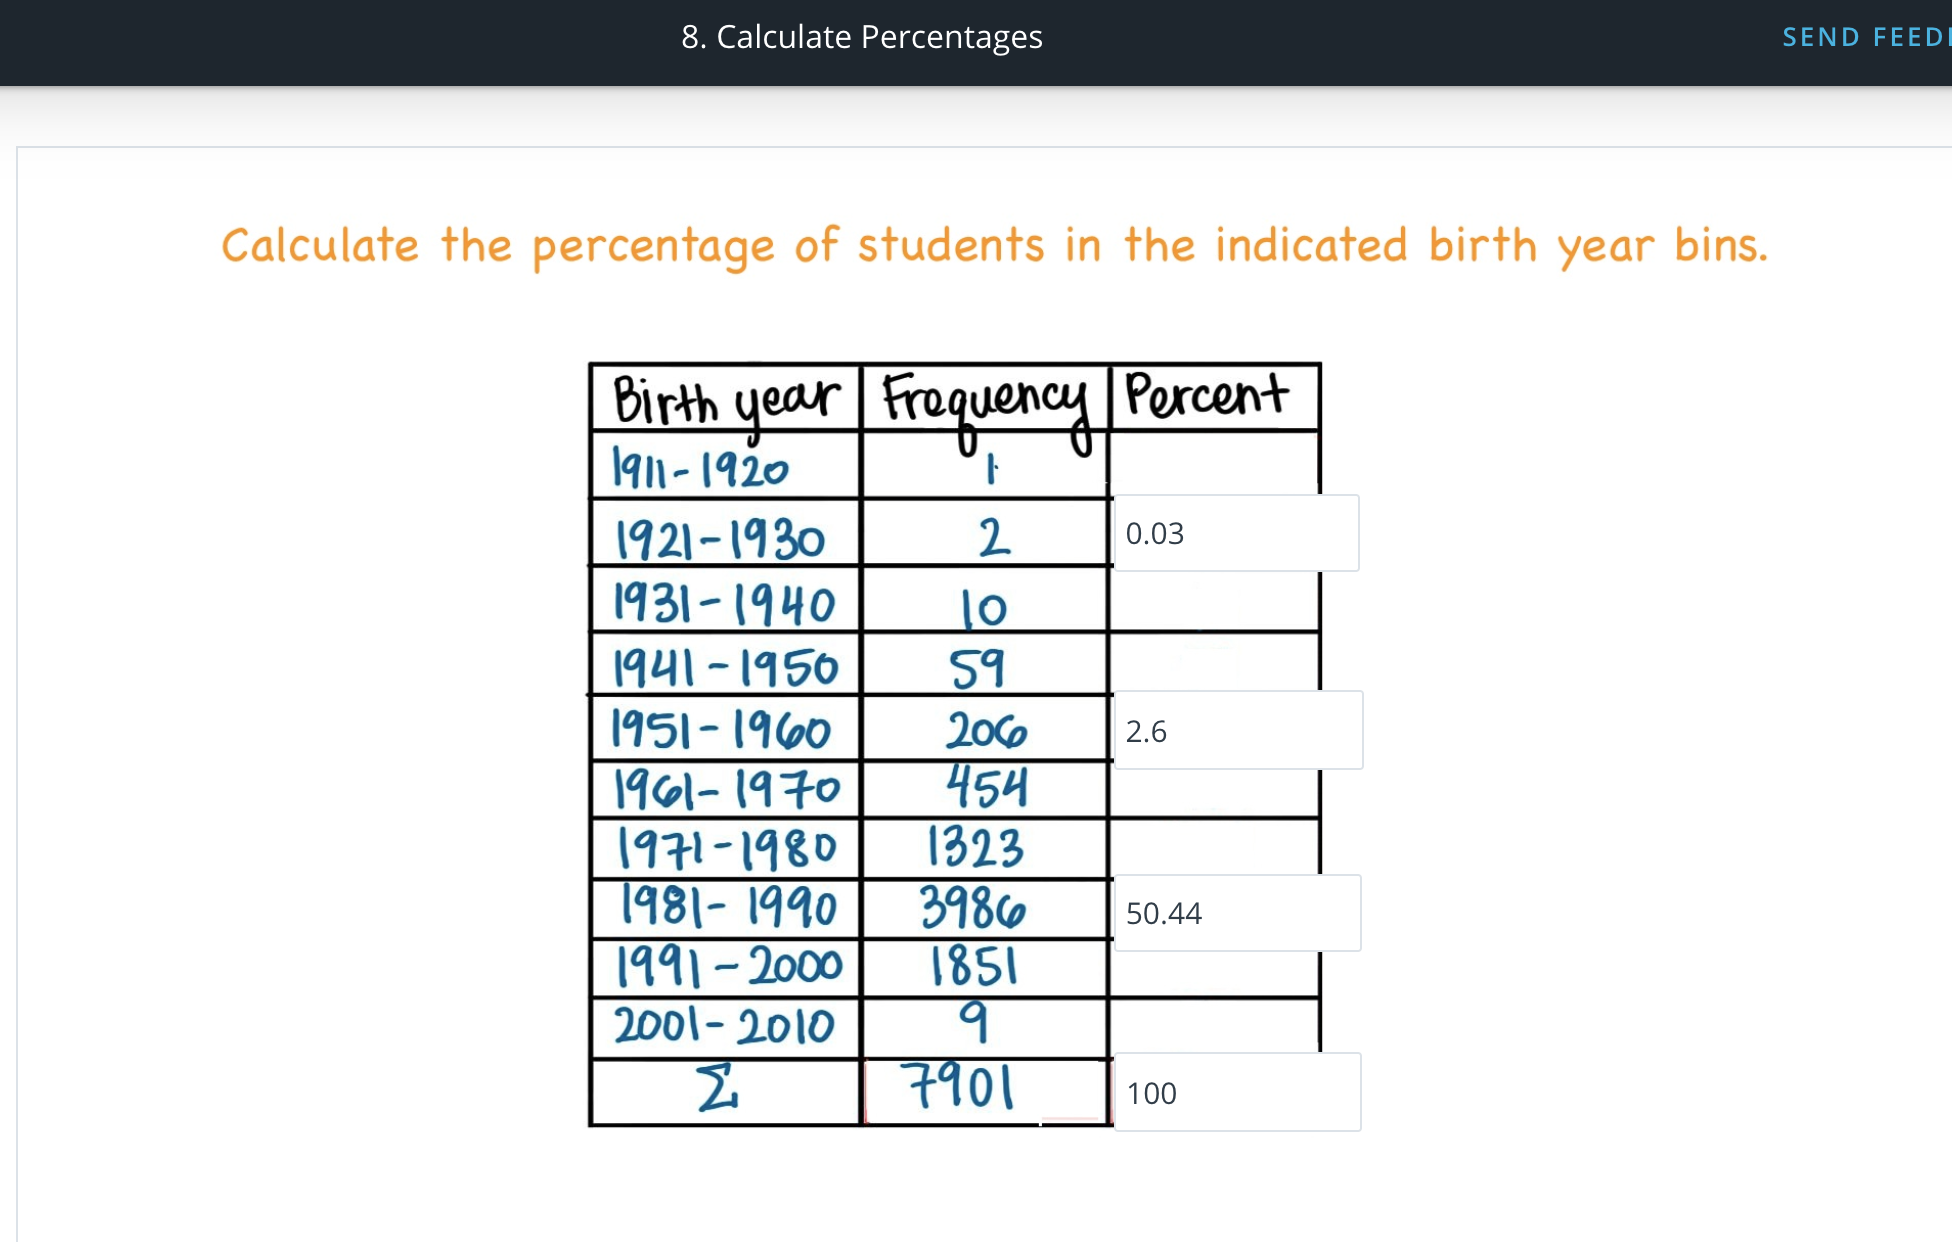 8. Calculate Percentages
SEND FEED
Calculate the percentage of students in the indicated birth year bins.
Birth year Frequency Percent
1911-1920 1
1921-1930 2 0.03
1931-1940 10
1941-1950 59
1951-1960 206 2.6
1961-1970 454
1971-1980 1323
1981-1990 3986 50.44
1991-2000 1851
2001-2010 9
Σ 7901 100